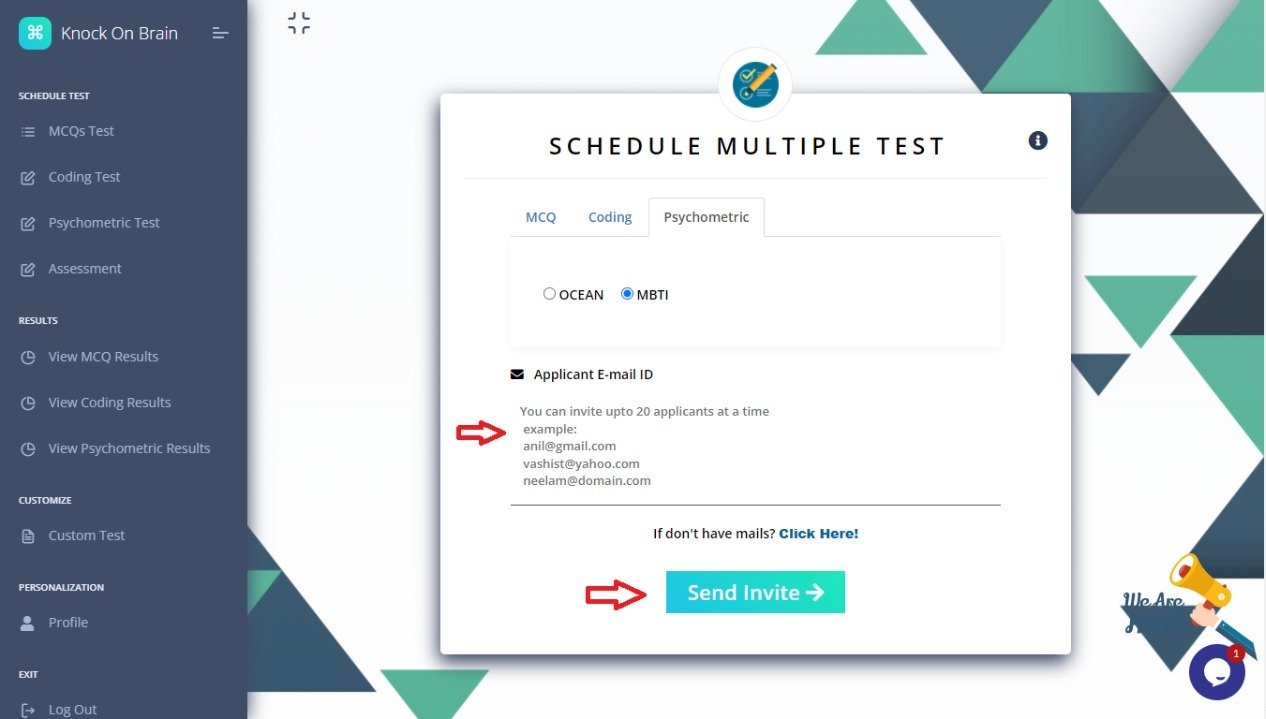 Knock On Brain
SCHEDULE TEST
MCQs Test
Coding Test
Psychometric Test
Assessment
RESULTS
View MCQ Results
View Coding Results
View Psychometric Results
CUSTOMIZE
Custom Test
PERSONALIZATION
Profile
EXIT
Log Out
SCHEDULE MULTIPLE TEST
MCQ Coding Psychometric
OCEAN MBTI
Applicant E-mail ID
You can invite upto 20 applicants at a time
example:
anil@gmail.com
vashist@yahoo.com
neelam@domain.com
If don't have mails? Click Here!
Send Invite
We Are
1